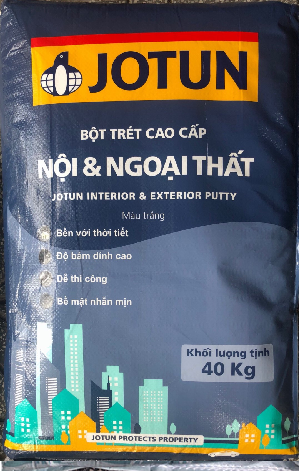 JOTUN
BỘT TRÉT CAO CẤP
NỘI & NGOẠI THẤT
JOTUN INTERIOR & EXTERIOR PUTTY
Màu trắng
Bền với thời tiết
Độ bám dính cao
Dễ thi công
Bề mặt nhẵn mịn
Khối lượng tịnh
40 Kg
JOTUN PROTECTS PROPERTY